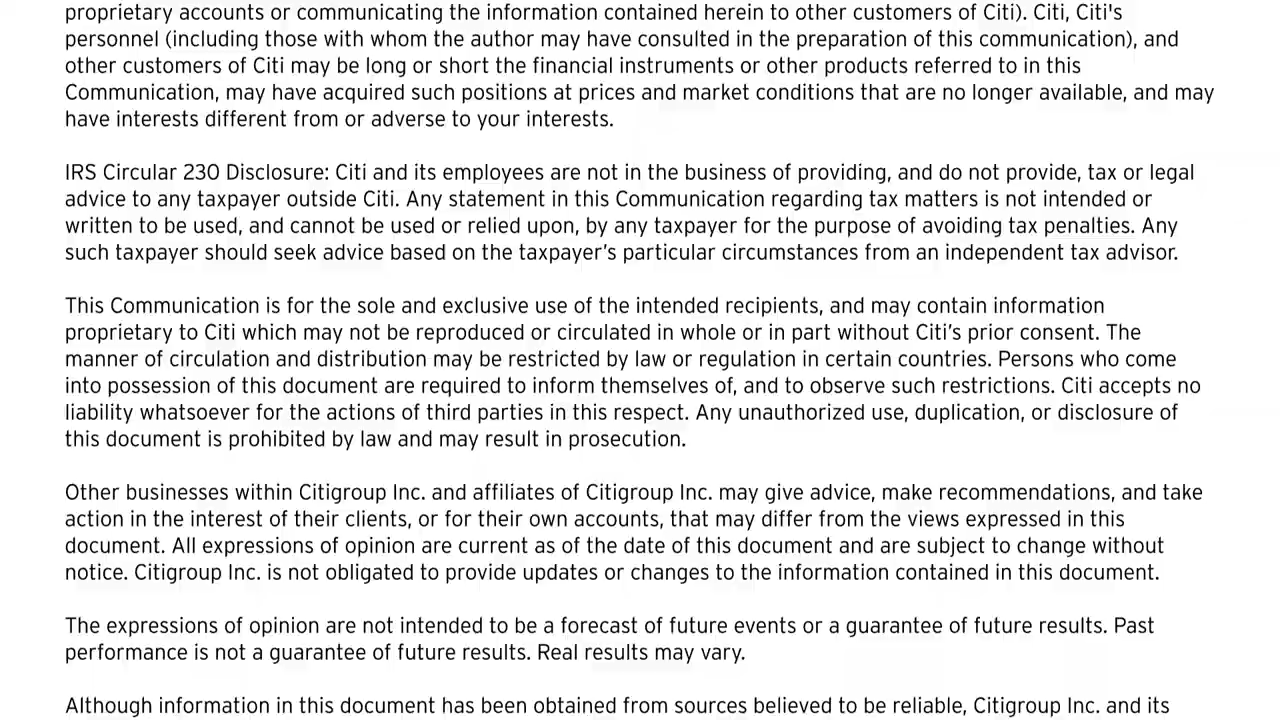 proprietary accounts or communicating the information contained herein to other customers of Citi). Citi, Citi's
personnel (including those with whom the author may have consulted in the preparation of this communication), and
other customers of Citi may be long or short the financial instruments or other products referred to in this
Communication, may have acquired such positions at prices and market conditions that are no longer available, and may
have interests different from or adverse to your interests.
IRS Circular 230 Disclosure: Citi and its employees are not in the business of providing, and do not provide, tax or legal
advice to any taxpayer outside Citi. Any statement in this Communication regarding tax matters is not intended or
written to be used, and cannot be used or relied upon, by any taxpayer for the purpose of avoiding tax penalties. Any
such taxpayer should seek advice based on the taxpayer’s particular circumstances from an independent tax advisor.
This Communication is for the sole and exclusive use of the intended recipients, and may contain information
proprietary to Citi which may not be reproduced or circulated in whole or in part without Citi’s prior consent. The
manner of circulation and distribution may be restricted by law or regulation in certain countries. Persons who come
into possession of this document are required to inform themselves of, and to observe such restrictions. Citi accepts no
liability whatsoever for the actions of third parties in this respect. Any unauthorized use, duplication, or disclosure of
this document is prohibited by law and may result in prosecution.
Other businesses within Citigroup Inc. and affiliates of Citigroup Inc. may give advice, make recommendations, and take
action in the interest of their clients, or for their own accounts, that may differ from the views expressed in this
document. All expressions of opinion are current as of the date of this document and are subject to change without
notice. Citigroup Inc. is not obligated to provide updates or changes to the information contained in this document.
The expressions of opinion are not intended to be a forecast of future events or a guarantee of future results. Past
performance is not a guarantee of future results. Real results may vary.
Although information in this document has been obtained from sources believed to be reliable, Citigroup Inc. and its